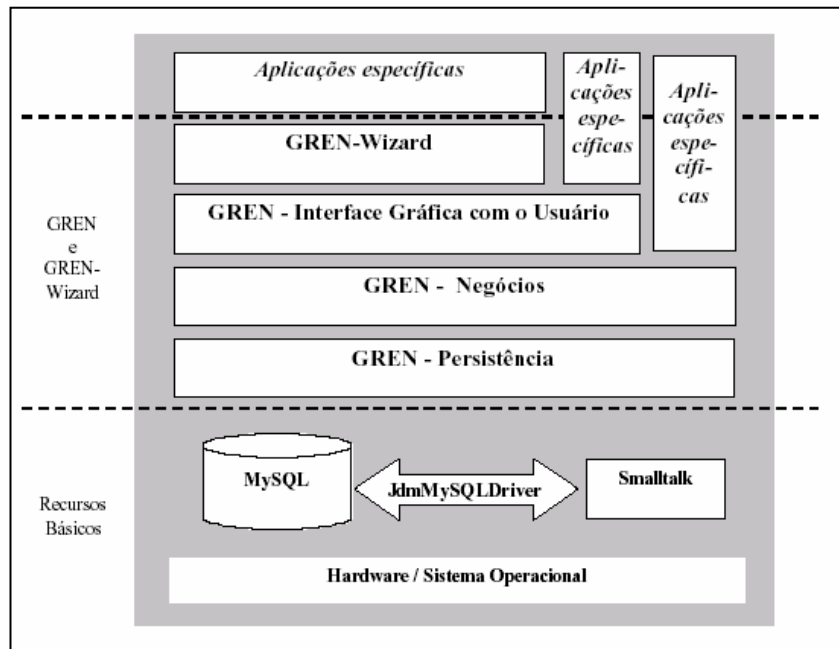 Aplicações específicas
Apli-
cações
espe-
cíficas
Apli-
cações
espe-
cífi-
cas
GREN-Wizard
GREN
e
GREN-
Wizard
GREN - Interface Gráfica com o Usuário
GREN - Negócios
GREN - Persistência
Recursos
Básicos
MySQL
JdmMySQLDriver
Smalltalk
Hardware / Sistema Operacional